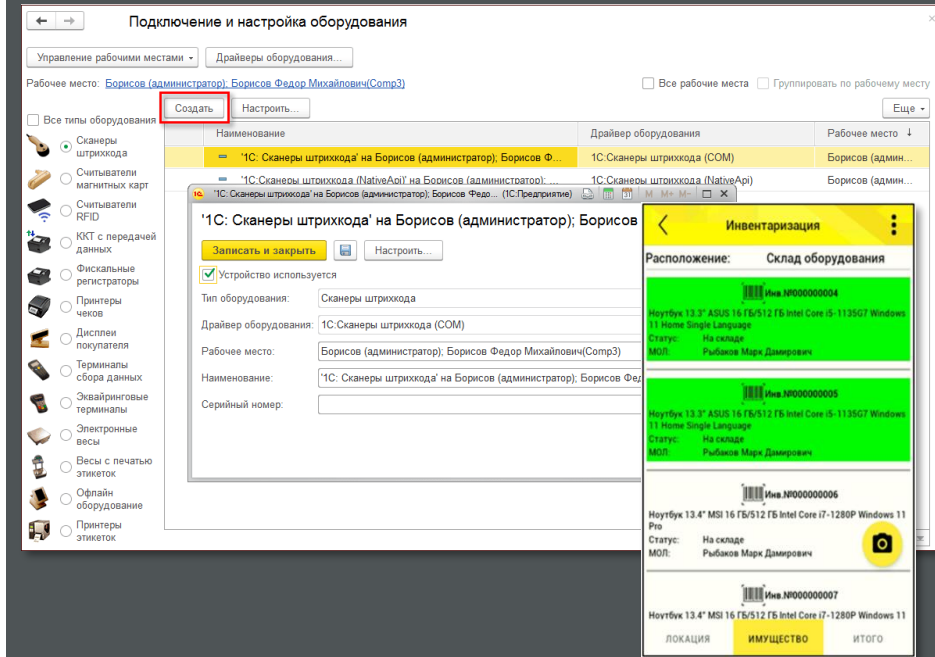 Подключение и настройка оборудования
Управление рабочими местами
Драйверы оборудования...
Рабочее место: Борисов (администратор); Борисов Федор Михайлович(Comp3)
Все рабочие места
Группировать по рабочему месту
Создать
Настроить...
Еще
Все типы оборудования
Сканеры
штрихкода
Считыватели
магнитных карт
Считыватели
RFID
ККТ с передачей
данных
Фискальные
регистраторы
Принтеры
чеков
Дисплеи
покупателя
Терминалы
сбора данных
Эквайринговые
терминалы
Электронные
весы
Весы с печатью
этикеток
Офлайн
оборудование
Принтеры
этикеток
Наименование
Драйвер оборудования
Рабочее место
'1С: Сканеры штрихкода' на Борисов (администратор); Борисов Ф...
1С:Сканеры штрихкода (COM)
Борисов (админ...
'1С:Сканеры штрихкода (NativeApi)' на Борисов (администратор); ...
1С:Сканеры штрихкода (NativeApi)
Борисов (админ...
'1С: Сканеры штрихкода' на Борисов (администратор); Борисов Федо... (1С:Предприятие)
M M+ M-
'1С: Сканеры штрихкода' на Борисов (администратор); Борисов
Записать и закрыть
Настроить...
Устройство используется
Тип оборудования: Сканеры штрихкода
Драйвер оборудования: 1С:Сканеры штрихкода (COM)
Рабочее место: Борисов (администратор); Борисов Федор Михайлович(Comp3)
Наименование: '1С: Сканеры штрихкода' на Борисов (администратор); Борисов Фед
Серийный номер:
Инвентаризация
Расположение: Склад оборудования
Инв.№000000004
Ноутбук 13.3" ASUS 16 ГБ/512 ГБ Intel Core i5-1135G7 Windows
11 Home Single Language
Статус: На складе
МОЛ: Рыбаков Марк Дамирович
Инв.№000000005
Ноутбук 13.3" ASUS 16 ГБ/512 ГБ Intel Core i5-1135G7 Windows
11 Home Single Language
Статус: На складе
МОЛ: Рыбаков Марк Дамирович
Инв.№000000006
Ноутбук 13.4" MSI 16 ГБ/512 ГБ Intel Core i7-1280P Windows 11
Pro
Статус: На складе
МОЛ: Рыбаков Марк Дамирович
Инв.№000000007
Ноутбук 13.4" MSI 16 ГБ/512 ГБ Intel Core i7-1280P Windows 11
ЛОКАЦИЯ
ИМУЩЕСТВО
ИТОГО